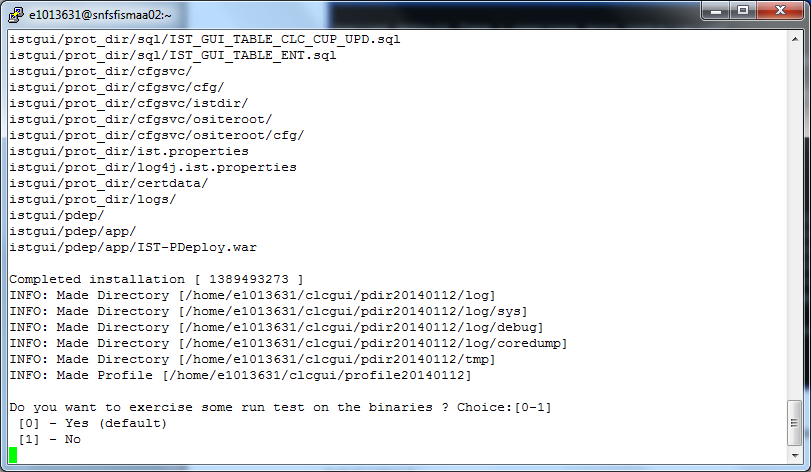 e1013631@snfsfismaa02:~
istgui/prot_dir/sql/IST_GUI_TABLE_CLC_CUP_UPD.sql
istgui/prot_dir/sql/IST_GUI_TABLE_ENT.sql
istgui/prot_dir/cfgsvc/
istgui/prot_dir/cfgsvc/cfg/
istgui/prot_dir/cfgsvc/istdir/
istgui/prot_dir/cfgsvc/ositeroot/
istgui/prot_dir/cfgsvc/ositeroot/cfg/
istgui/prot_dir/ist.properties
istgui/prot_dir/log4j.ist.properties
istgui/prot_dir/certdata/
istgui/prot_dir/logs/
istgui/pdep/
istgui/pdep/app/
istgui/pdep/app/IST-PDeploy.war
Completed installation [ 1389493273 ]
INFO: Made Directory [/home/e1013631/clcgui/pdir20140112/log]
INFO: Made Directory [/home/e1013631/clcgui/pdir20140112/log/sys]
INFO: Made Directory [/home/e1013631/clcgui/pdir20140112/log/debug]
INFO: Made Directory [/home/e1013631/clcgui/pdir20140112/log/coredump]
INFO: Made Directory [/home/e1013631/clcgui/pdir20140112/tmp]
INFO: Made Profile [/home/e1013631/clcgui/profile20140112]
Do you want to exercise some run test on the binaries ? Choice:[0-1]
[0] - Yes (default)
[1] - No